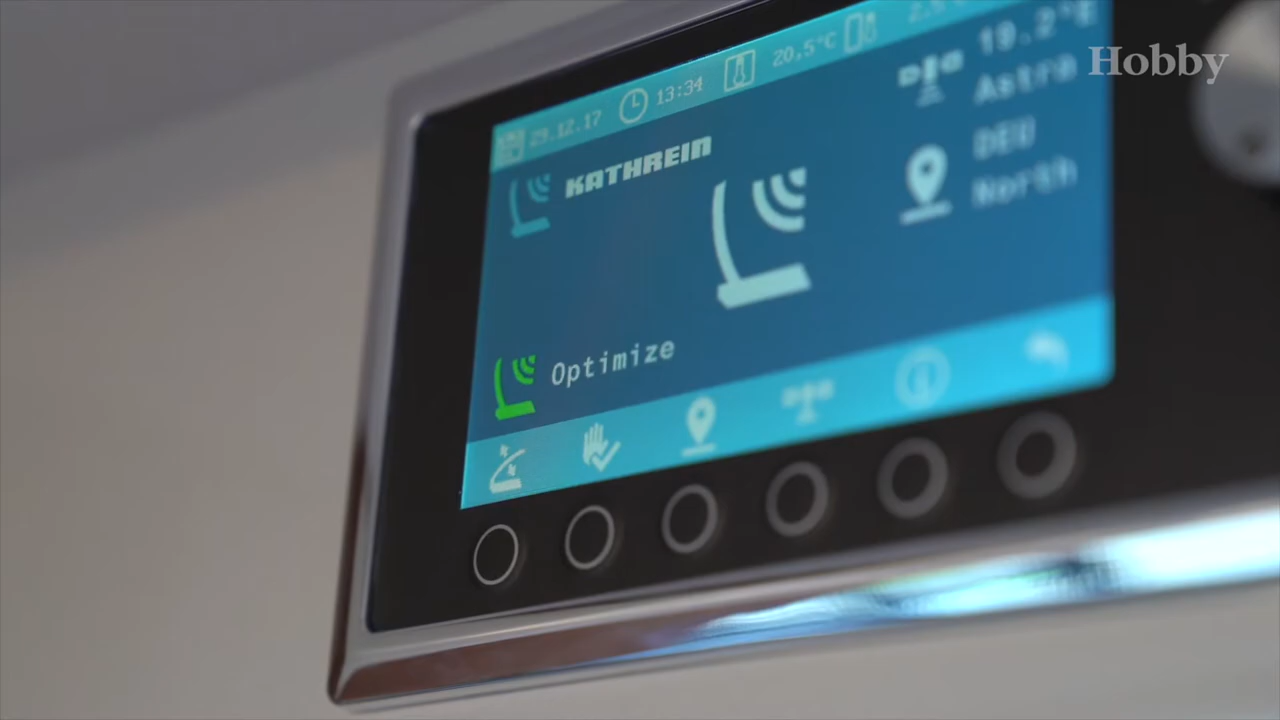 29.12.17 13:34 20,5°C
19.2°E
Astra
Hobby
KATHREIN
DEU
North
Optimize